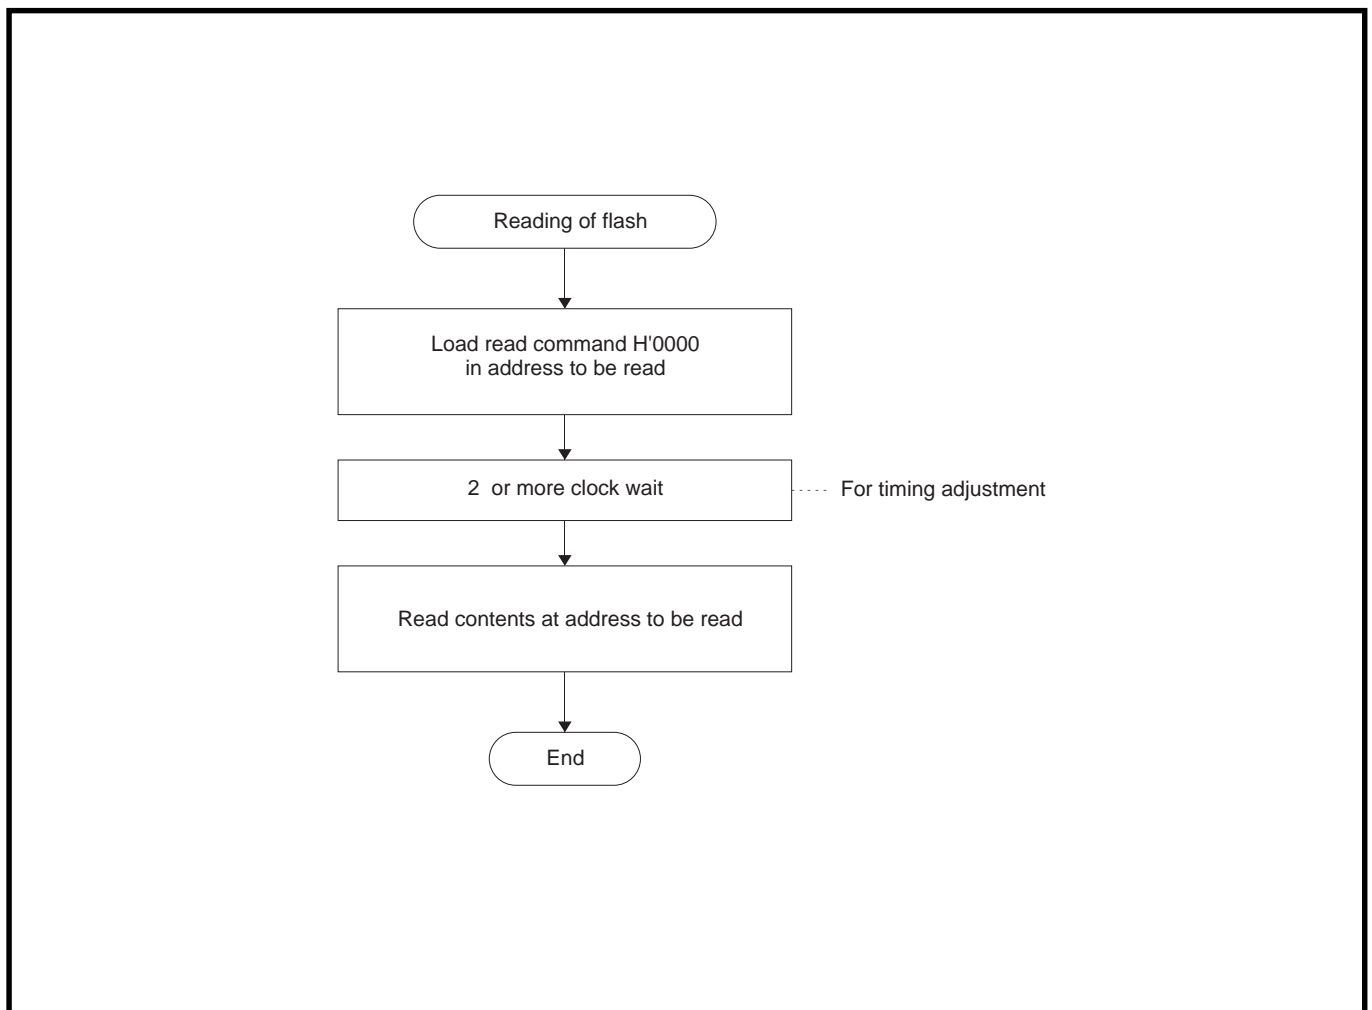 Reading of flash
Load read command H'0000
in address to be read
2 or more clock wait
For timing adjustment
Read contents at address to be read
End